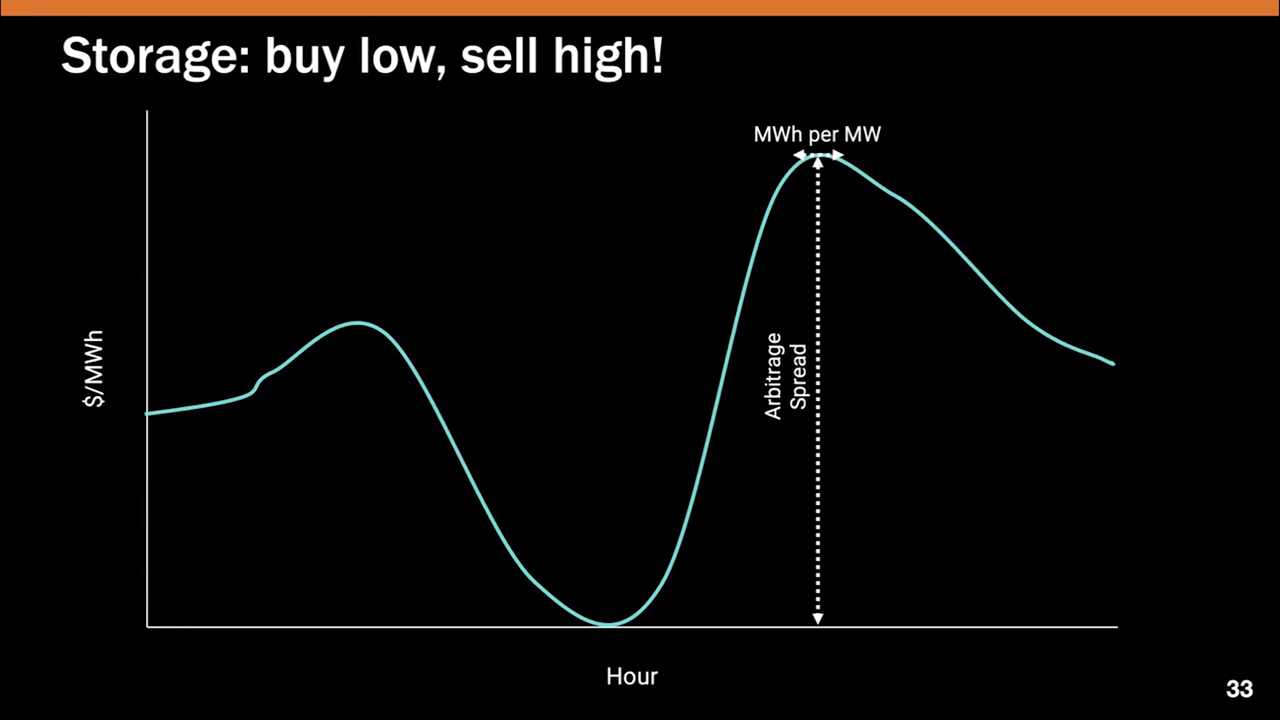 Storage: buy low, sell high!
MWh per MW
$/MWh
Arbitrage
Spread
Hour
33